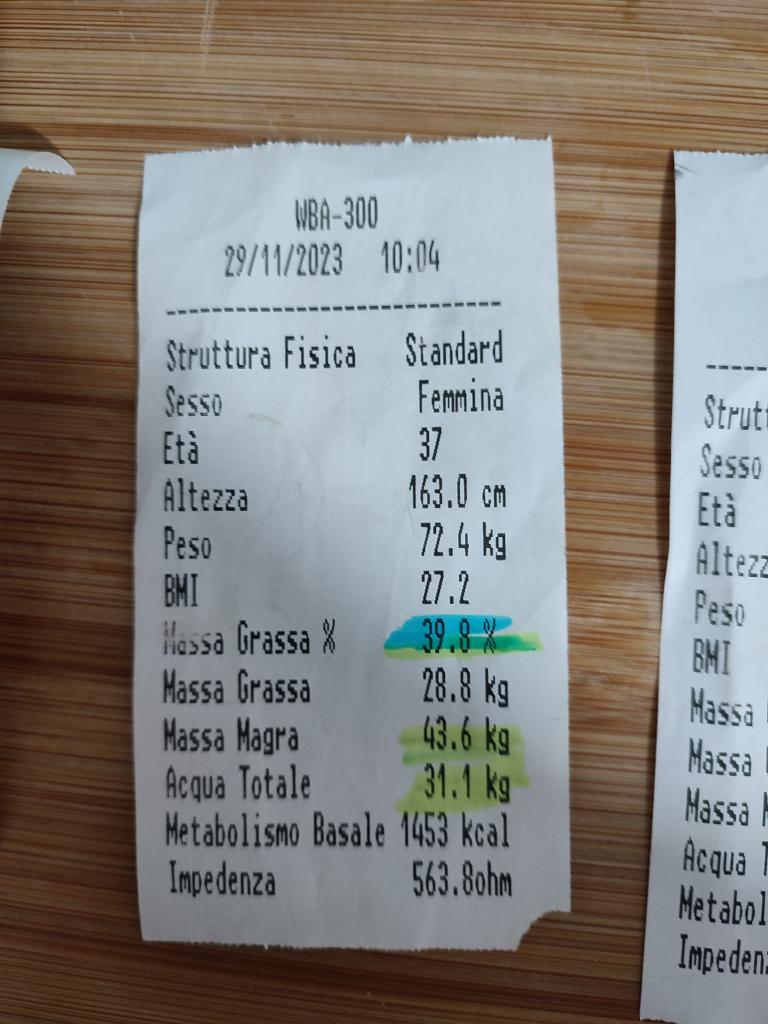 WBA-300
29/11/2023 10:04
--------------------------------
Struttura Fisica Standard
Sesso Femmina
Età 37
Altezza 163.0 cm
Peso 72.4 kg
BMI 27.2
Massa Grassa % 39.8 %
Massa Grassa 28.8 kg
Massa Magra 43.6 kg
Acqua Totale 31.1 kg
Metabolismo Basale 1453 kcal
Impedenza 563.8ohm
-----
Strutt
Sesso
Età
Altezz
Peso
BMI
Massa
Massa
Massa
Acqua
Metabol
Impeden